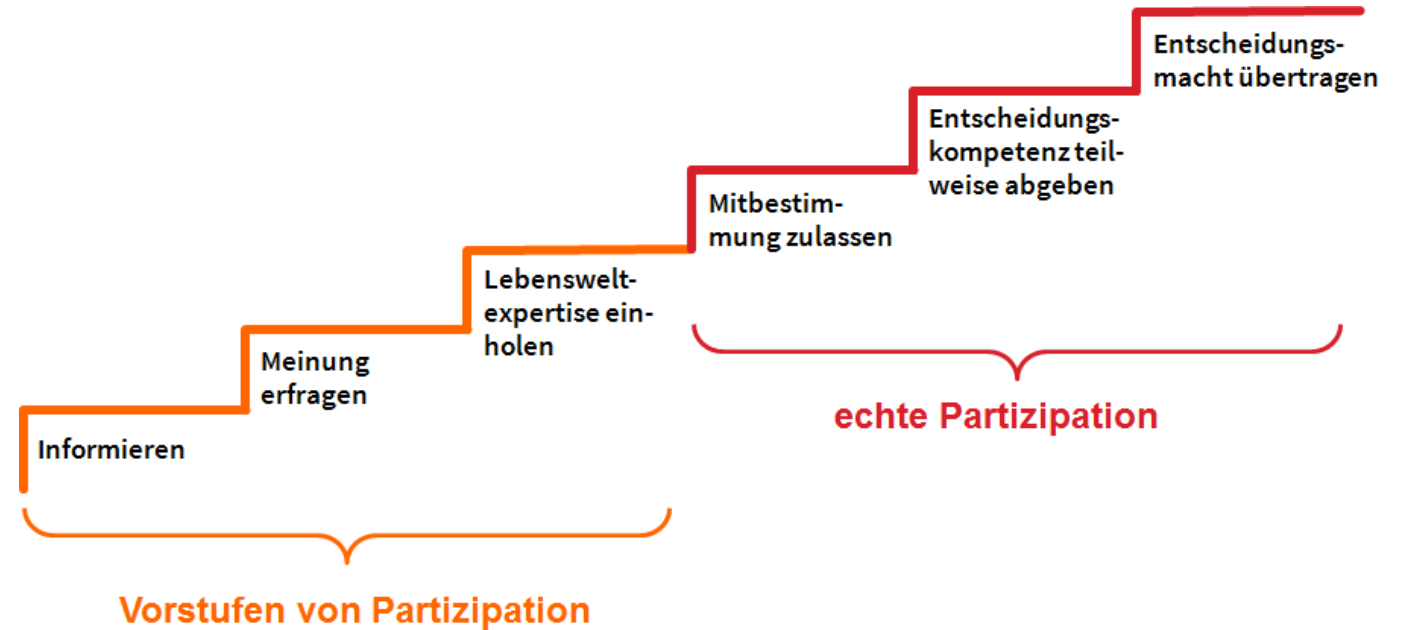 Informieren
Meinung
erfragen
Lebenswelt-
expertise ein-
holen
Mitbestim-
mung zulassen
Entscheidungs-
kompetenz teil-
weise abgeben
Entscheidungs-
macht übertragen
Vorstufen von Partizipation
echte Partizipation